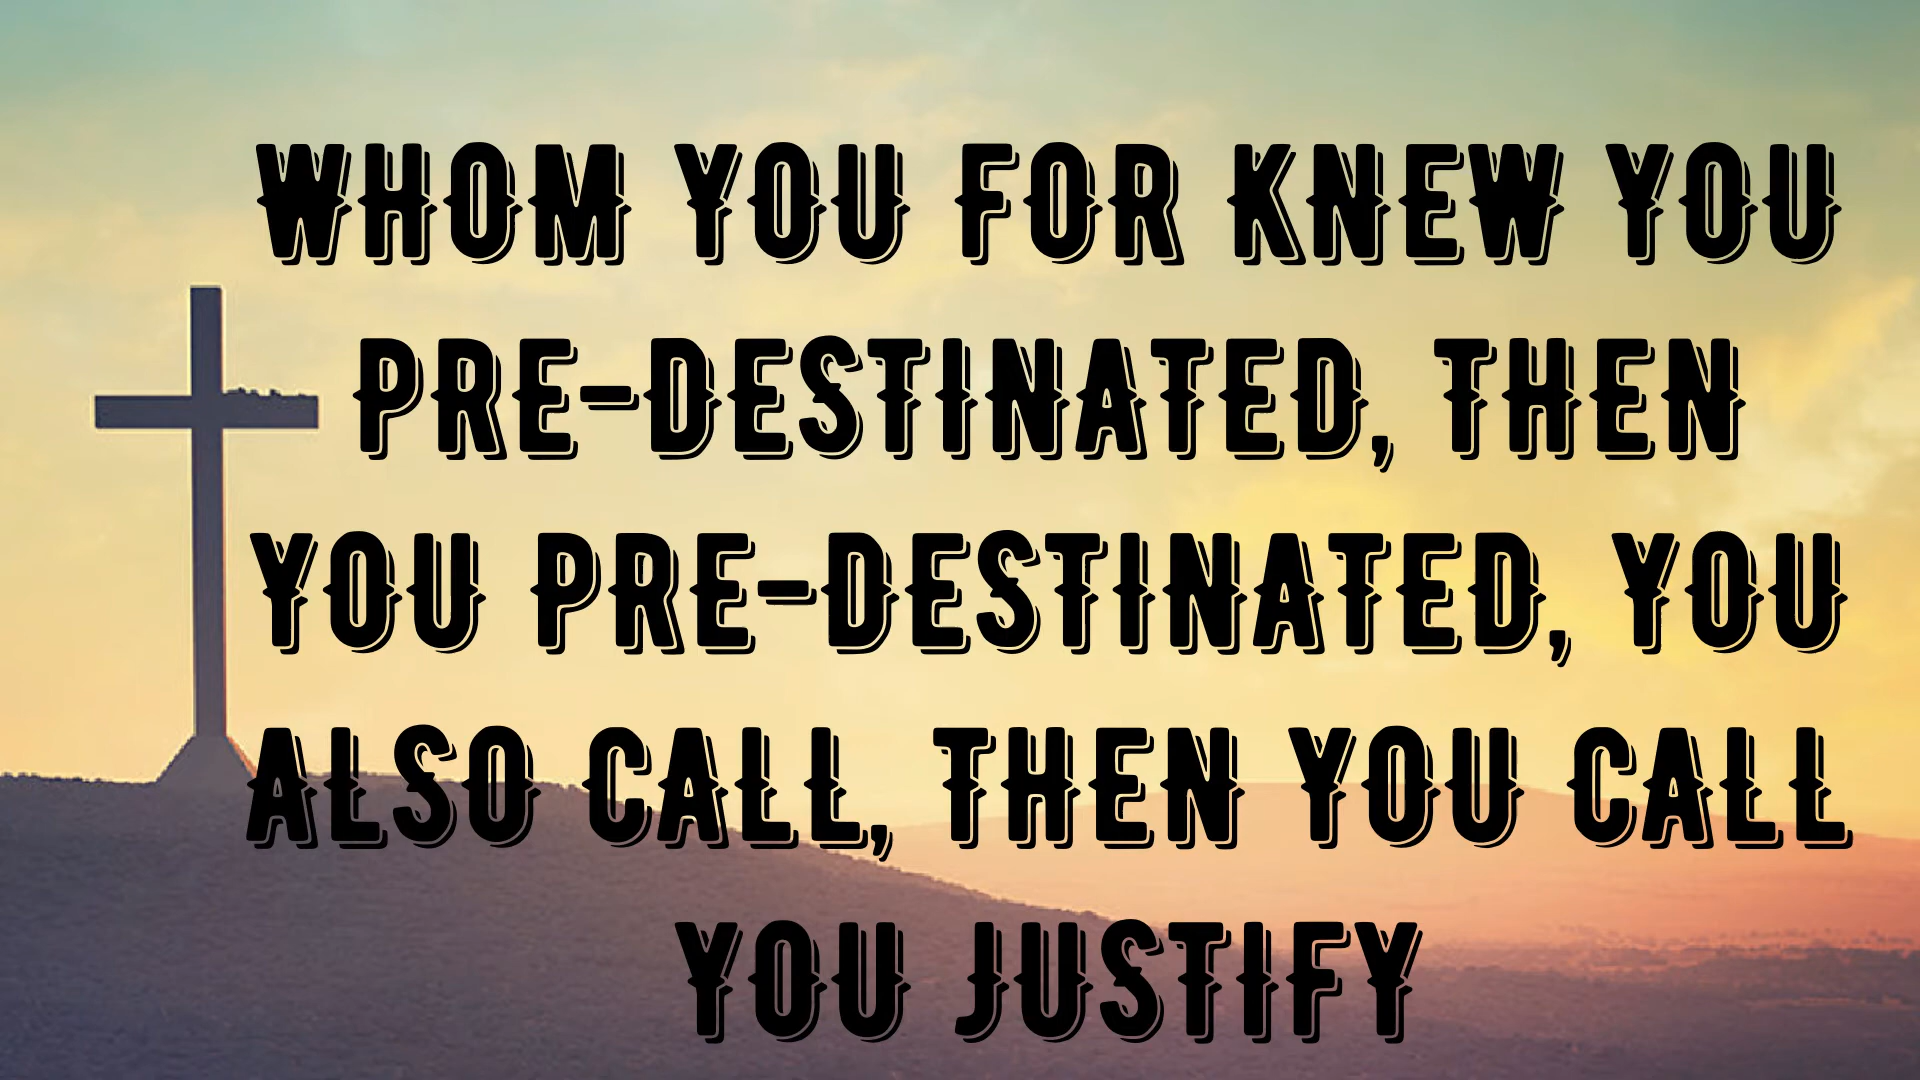 WHOM YOU FOR KNEW YOU
PRE-DESTINATED, THEN
YOU PRE-DESTINATED, YOU
ALSO CALL, THEN YOU CALL
YOU JUSTIFY